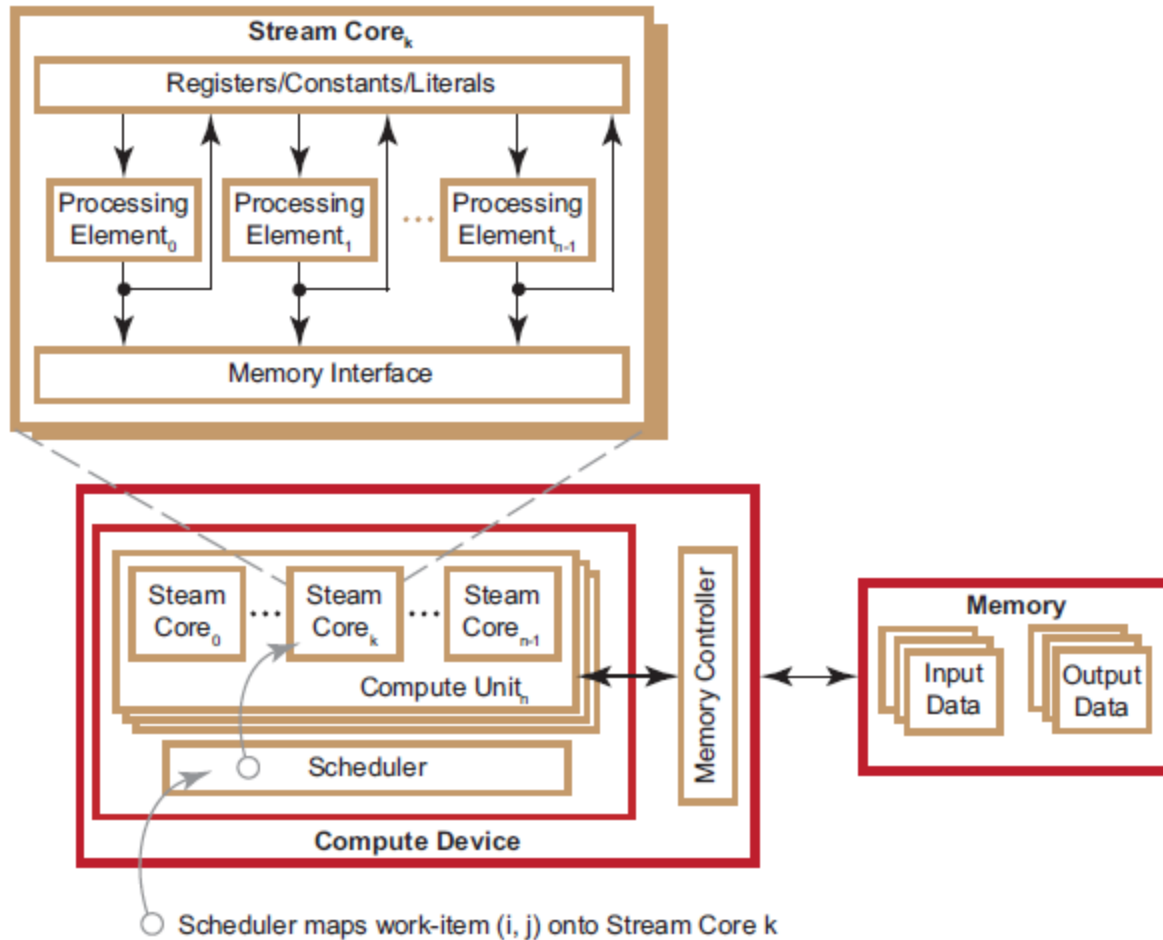 Stream Coreₖ
Registers/Constants/Literals
Processing
Element₀
Processing
Element₁
...
Processing
Elementₙ₋₁
Memory Interface
Steam
Core₀
...
Steam
Coreₖ
...
Steam
Coreₙ₋₁
Compute Unitₙ
Scheduler
Compute Device
Memory Controller
Memory
Input
Data
Output
Data
Scheduler maps work-item (i, j) onto Stream Core k